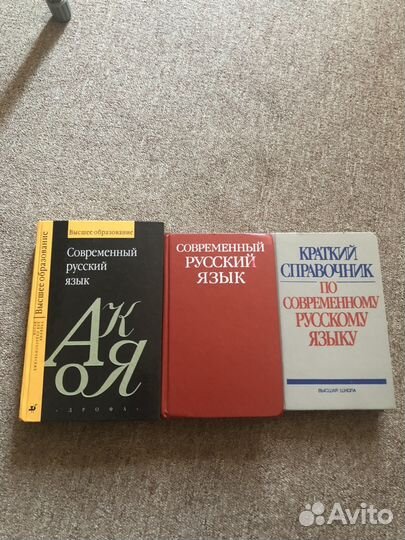 Высшее образование
Современный
русский
язык
А К
О Я
• ДРОФА •
Высшее образование
СОВРЕМЕННЫЙ
РУССКИЙ
ЯЗЫК
КРАТКИЙ
СПРАВОЧНИК
ПО
СОВРЕМЕННОМУ
РУССКОМУ
ЯЗЫКУ
ВЫСШАЯ ШКОЛА
Avito